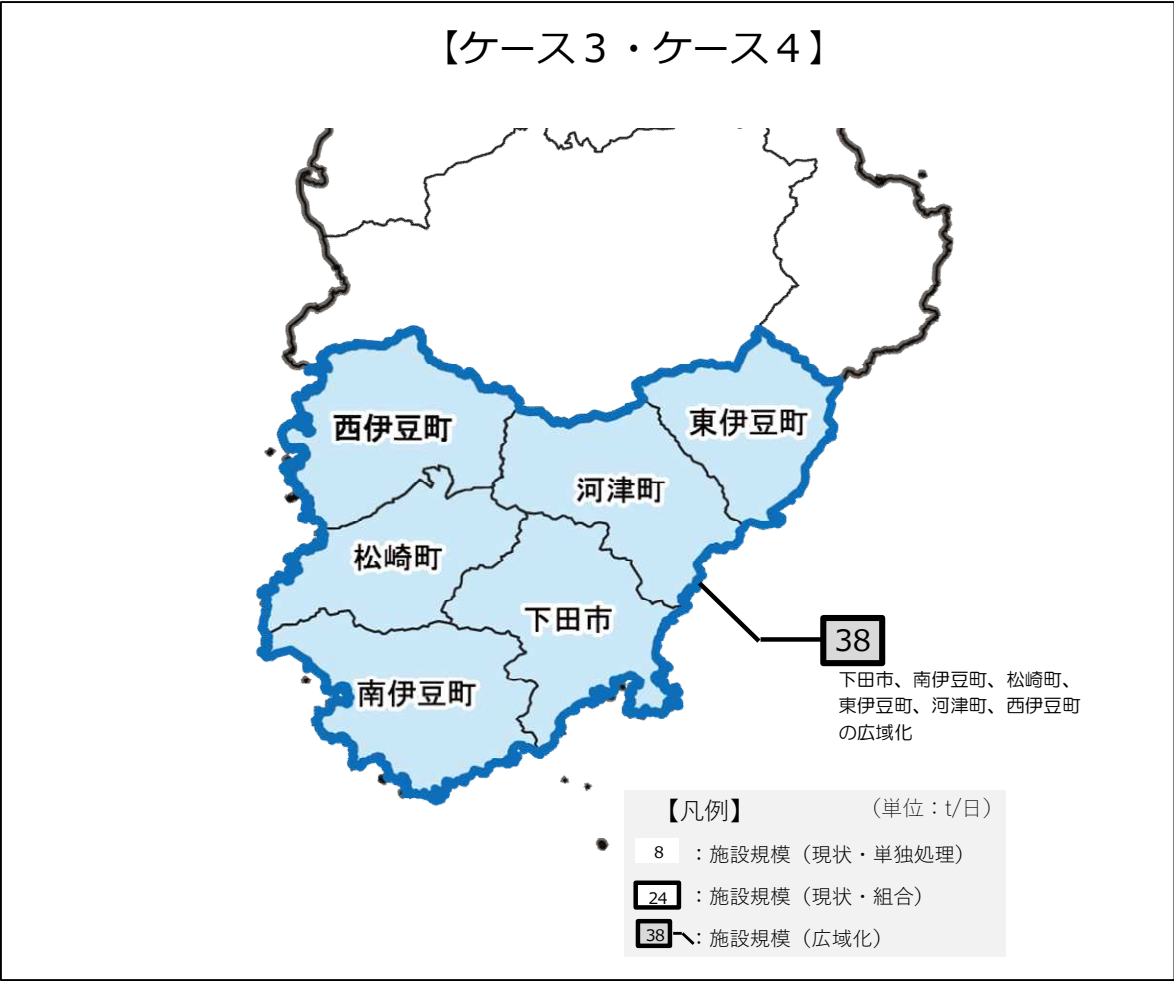 【ケース３・ケース４】
西伊豆町
東伊豆町
河津町
松崎町
下田市
南伊豆町
38
下田市、南伊豆町、松崎町、
東伊豆町、河津町、西伊豆町
の広域化
【凡例】 （単位：t/日）
8 ：施設規模（現状・単独処理）
24 ：施設規模（現状・組合）
38 ：施設規模（広域化）